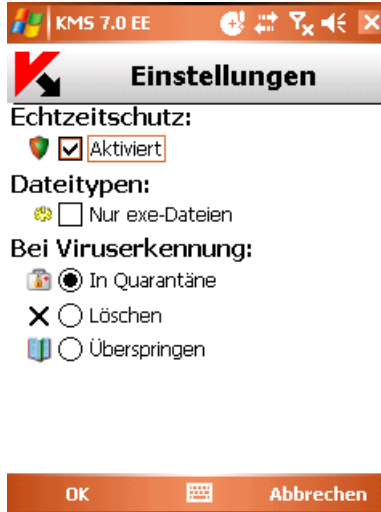 KMS 7.0 EE
Einstellungen
Echtzeitschutz:
Aktiviert
Dateitypen:
Nur exe-Dateien
Bei Viruserkennung:
In Quarantäne
Löschen
Überspringen
OK Abbrechen